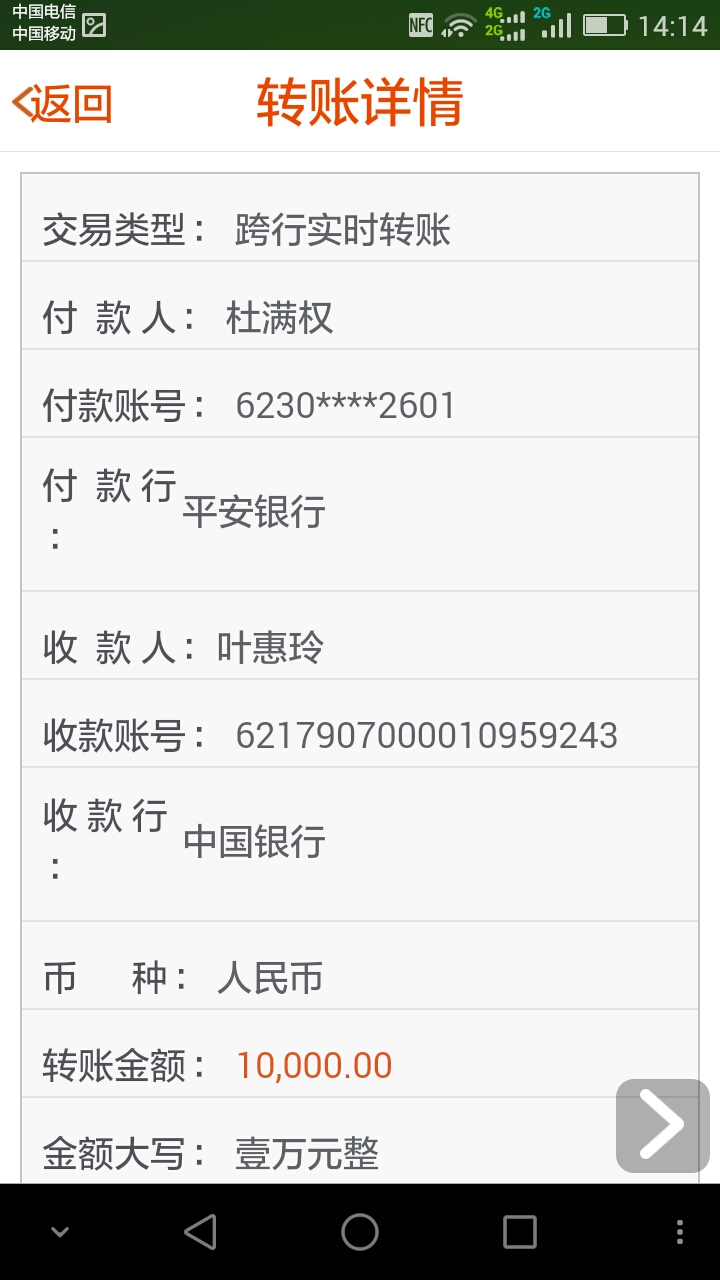 中国电信
中国移动
NFC 4G 2G 2G 14:14
返回 转账详情
交易类型： 跨行实时转账
付 款 人： 杜满权
付款账号： 6230****2601
付 款 行
： 平安银行
收 款 人： 叶惠玲
收款账号： 6217907000010959243
收 款 行
： 中国银行
币 种： 人民币
转账金额： 10,000.00
金额大写： 壹万元整